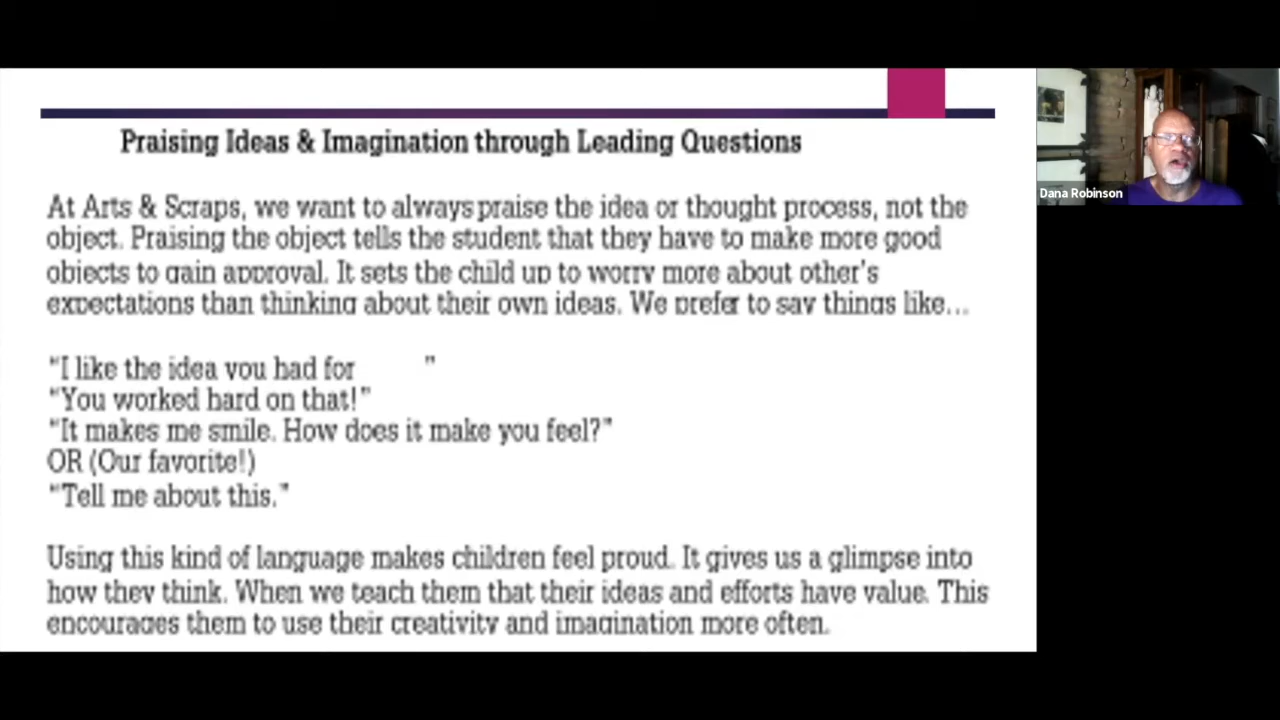 Praising Ideas & Imagination through Leading Questions
At Arts & Scraps, we want to always praise the idea or thought process, not the
object. Praising the object tells the student that they have to make more good
objects to gain approval. It sets the child up to worry more about other's
expectations than thinking about their own ideas. We prefer to say things like...
"I like the idea you had for "
"You worked hard on that!"
"It makes me smile. How does it make you feel?"
OR (Our favorite!)
"Tell me about this."
Using this kind of language makes children feel proud. It gives us a glimpse into
how they think. When we teach them that their ideas and efforts have value. This
encourages them to use their creativity and imagination more often.
Dana Robinson